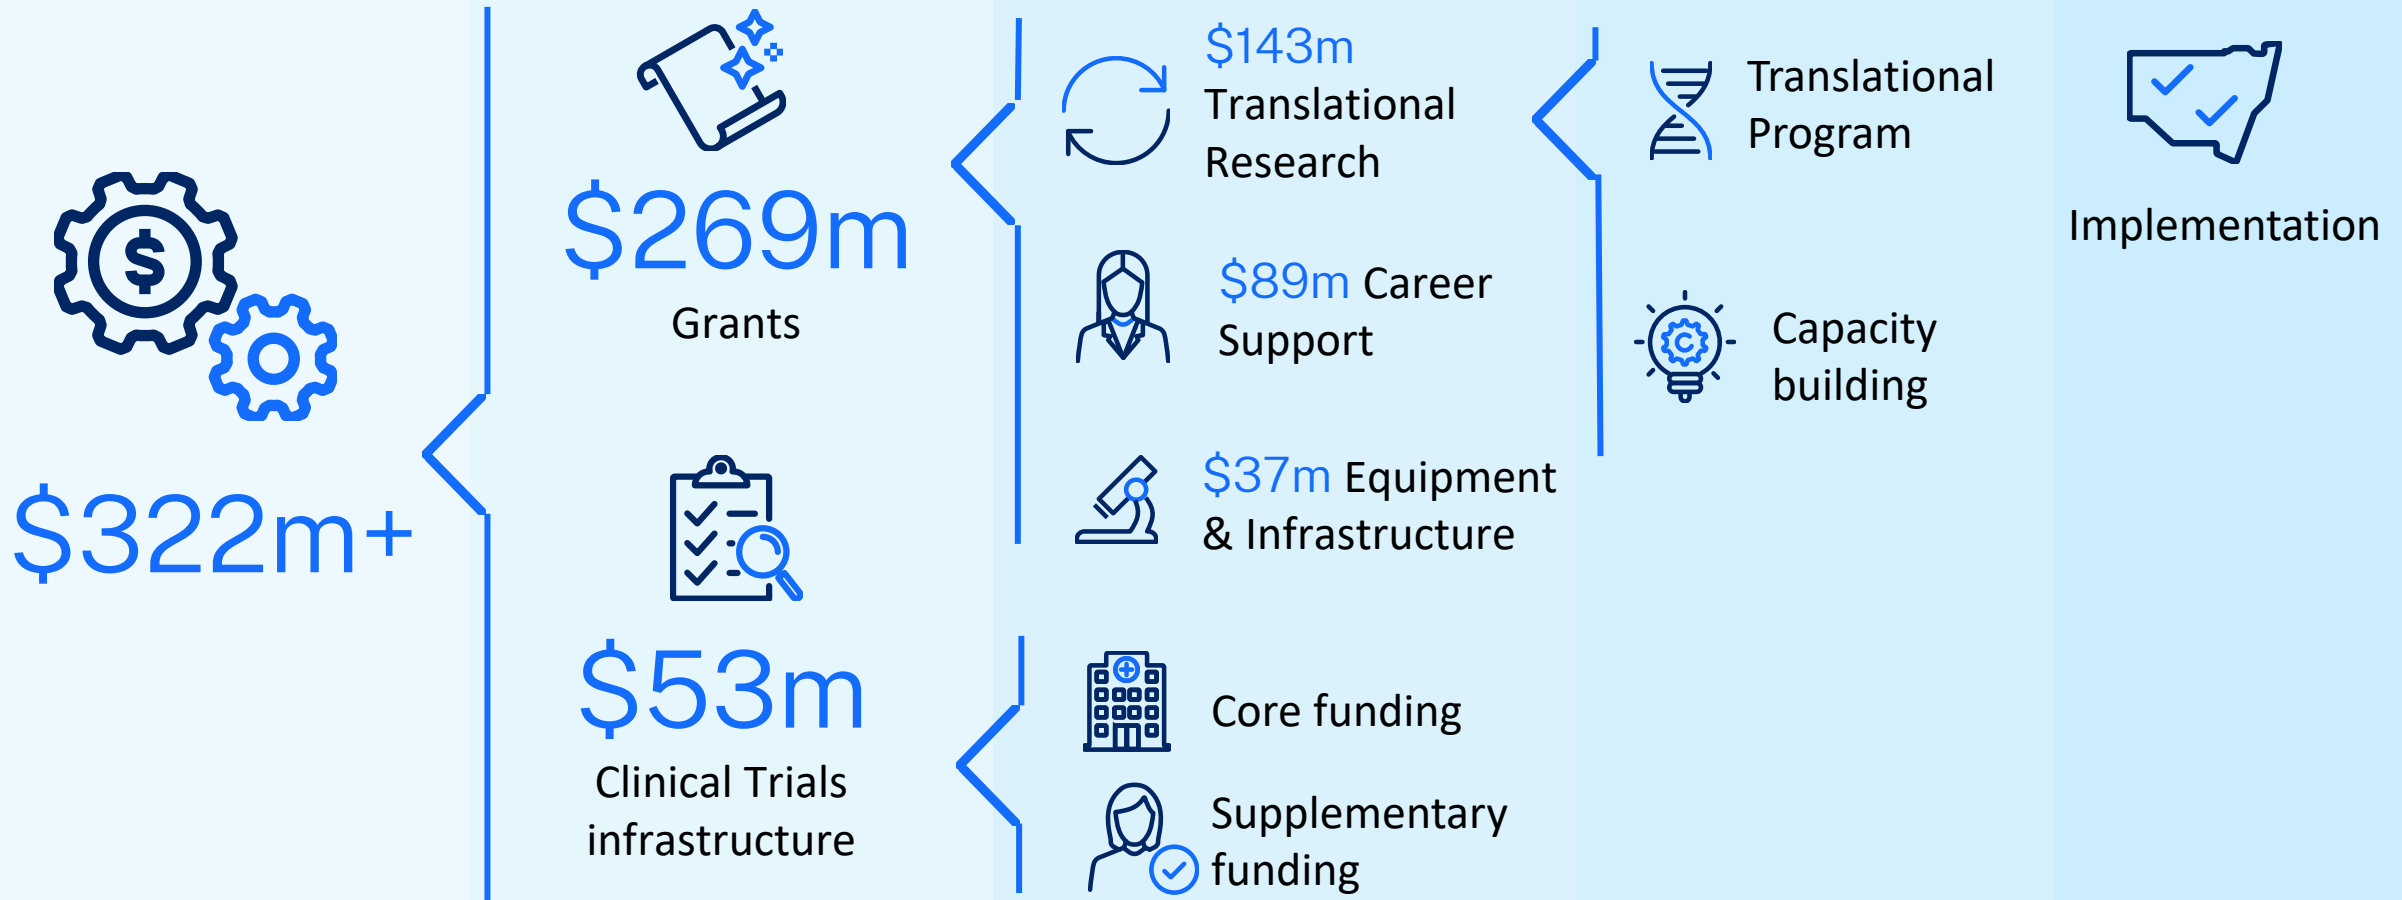 $322m+
$269m
Grants
$53m
Clinical Trials
infrastructure
$143m
Translational
Research
$89m Career
Support
$37m Equipment
& Infrastructure
Core funding
Supplementary
funding
Translational
Program
Capacity
building
Implementation